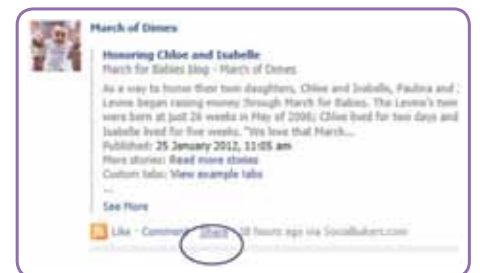 March of Dimes
Honoring Chloe and Isabelle
March for Babies blog - March of Dimes
As a way to honor their twin daughters, Chloe and Isabelle, Paulina and
Levine began raising money through March for Babies. The Levine's twin
were born at just 26 weeks in May of 2006; Chloe lived for two days and
Isabelle lived for five weeks. "We love that March...
Published: 25 January 2012, 11:05 am
More stories: Read more stories
Custom tabs: View example tabs
...
See More
Like · Comment · Share · 18 hours ago via Socialbakers.com